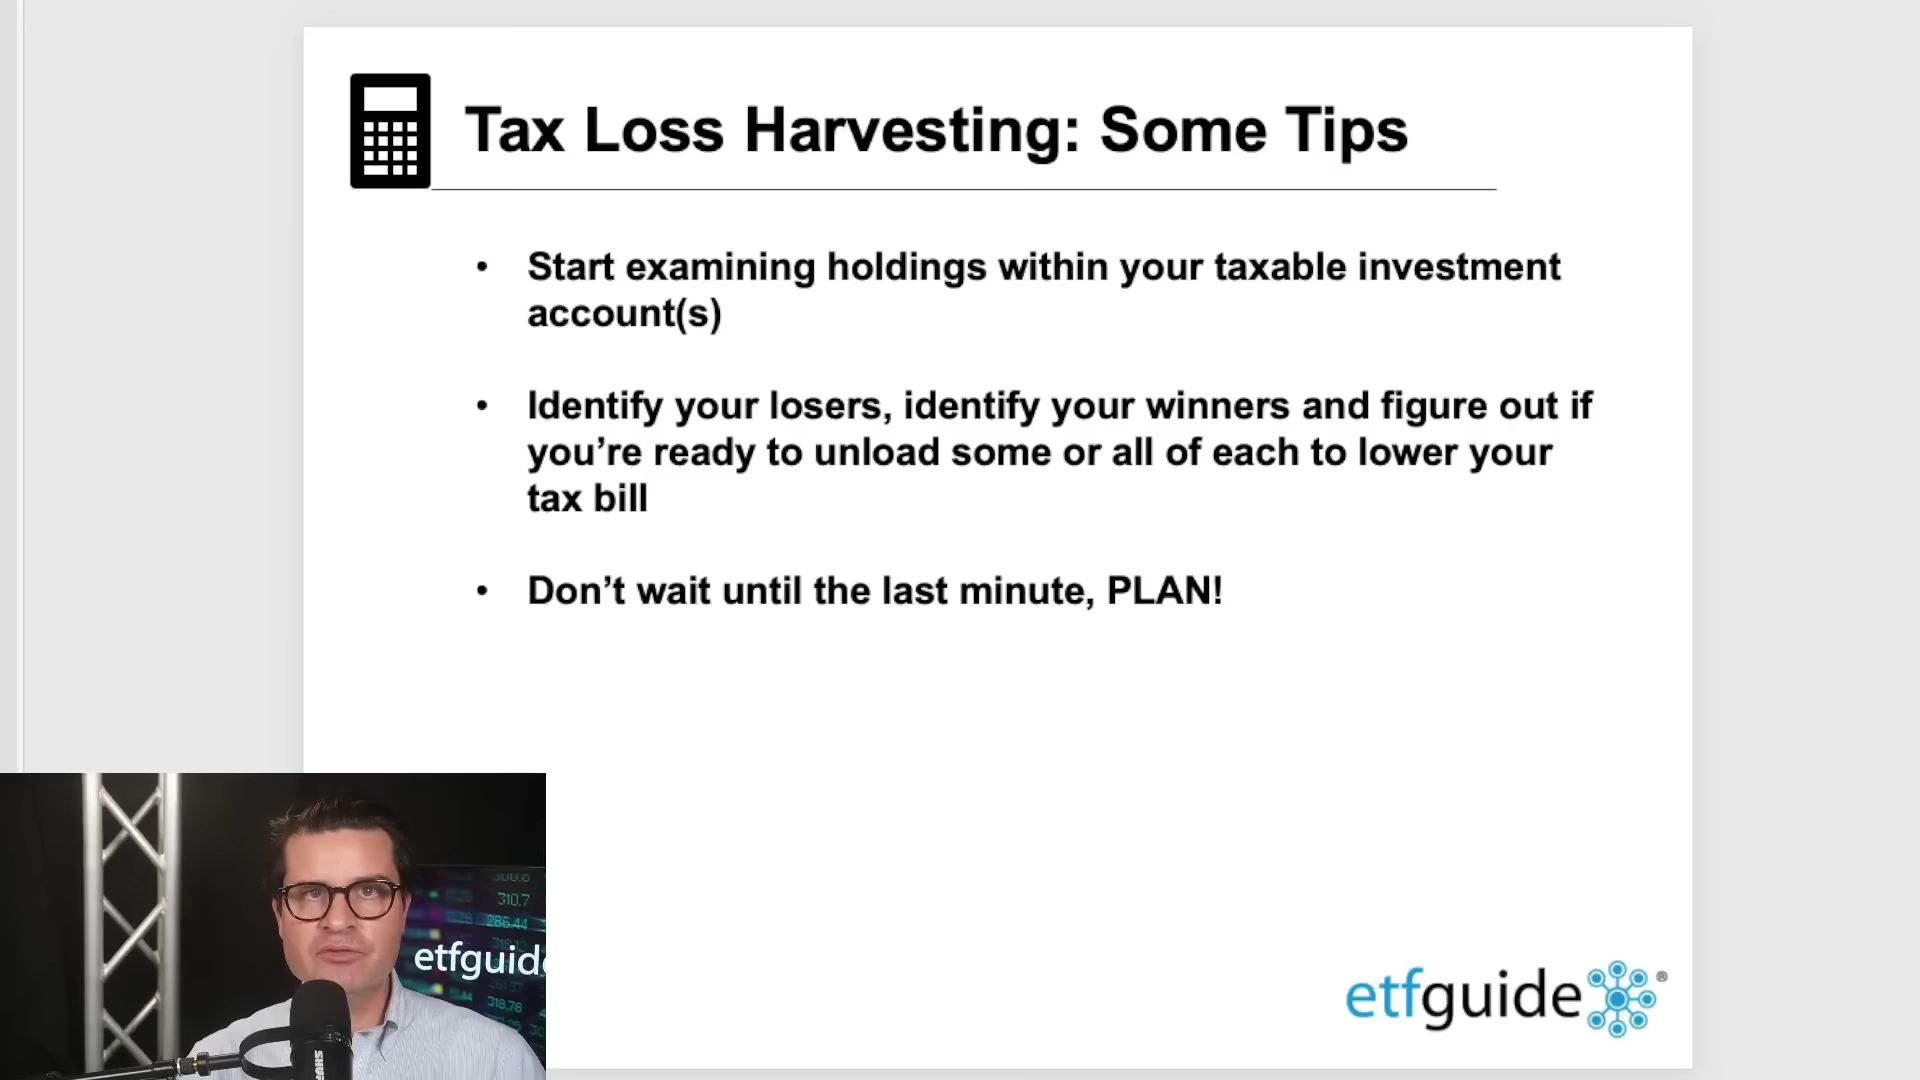 Tax Loss Harvesting: Some Tips
• Start examining holdings within your taxable investment
account(s)
• Identify your losers, identify your winners and figure out if
you’re ready to unload some or all of each to lower your
tax bill
• Don’t wait until the last minute, PLAN!
310.7
286.44
etfguid
318.78
SHUR
etfguide®